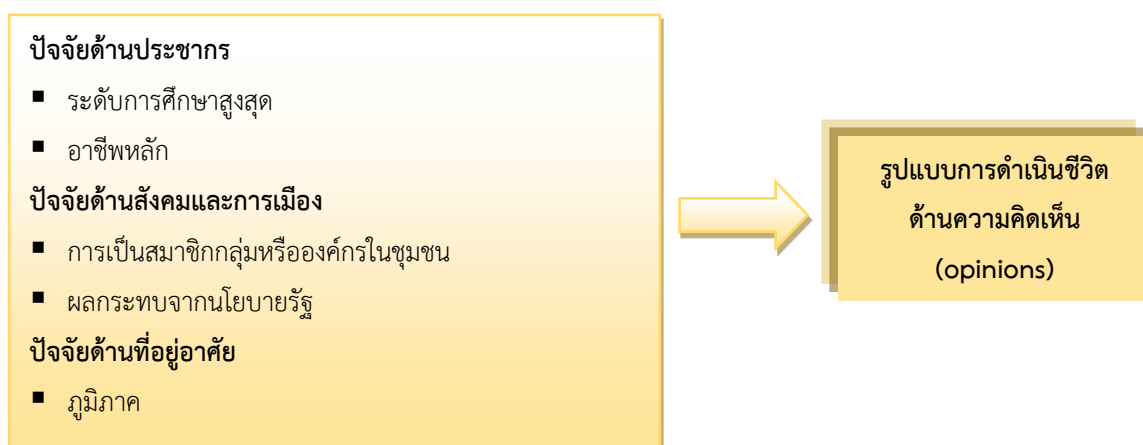 ปัจจัยด้านประชากร
▪ ระดับการศึกษาสูงสุด
▪ อาชีพหลัก
ปัจจัยด้านสังคมและการเมือง
▪ การเป็นสมาชิกกลุ่มหรือองค์กรในชุมชน
▪ ผลกระทบจากนโยบายรัฐ
ปัจจัยด้านที่อยู่อาศัย
▪ ภูมิภาค
รูปแบบการดำเนินชีวิต
ด้านความคิดเห็น
(opinions)